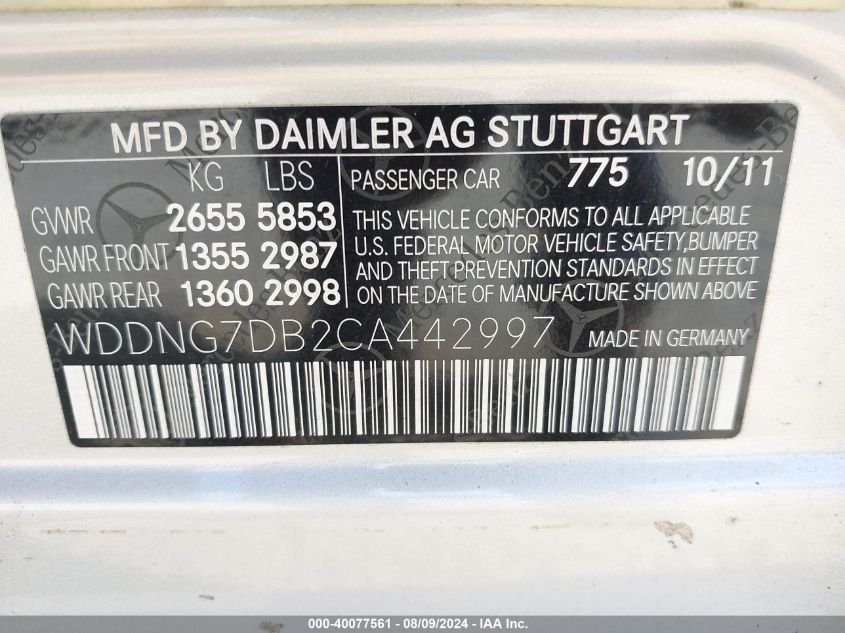 MFD BY DAIMLER AG STUTTGART
KG LBS
GVWR 2655 5853
GAWR FRONT 1355 2987
GAWR REAR 1360 2998
PASSENGER CAR 775 10/11
THIS VEHICLE CONFORMS TO ALL APPLICABLE
U.S. FEDERAL MOTOR VEHICLE SAFETY,BUMPER
AND THEFT PREVENTION STANDARDS IN EFFECT
ON THE DATE OF MANUFACTURE SHOWN ABOVE
WDDNG7DB2CA442997 MADE IN GERMANY
Mercedes-Benz
000-40077561 - 08/09/2024 - IAA Inc.